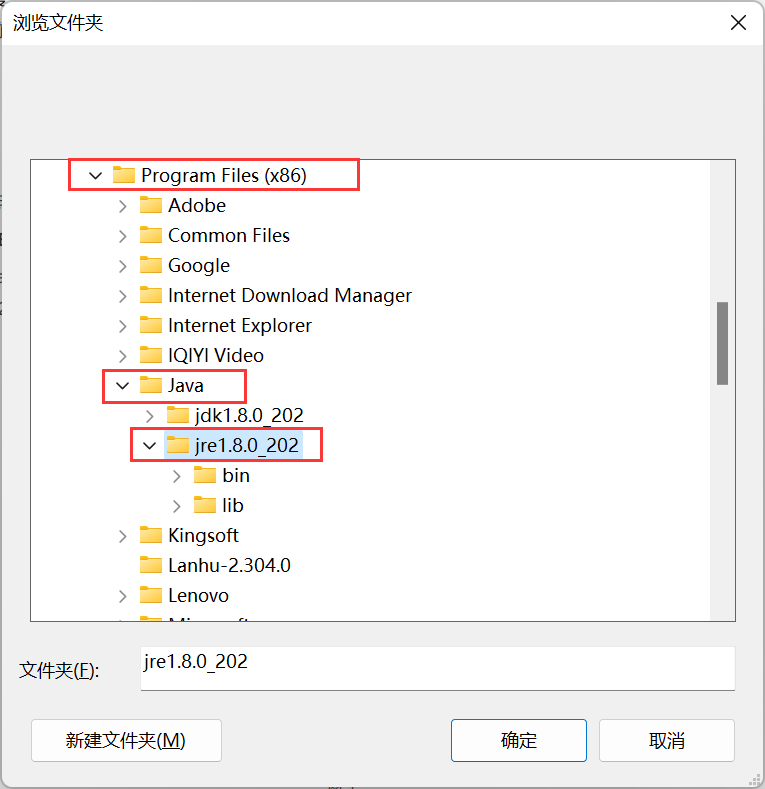 浏览文件夹
Program Files (x86)
Adobe
Common Files
Google
Internet Download Manager
Internet Explorer
IQIYI Video
Java
jdk1.8.0_202
jre1.8.0_202
bin
lib
Kingsoft
Lanhu-2.304.0
Lenovo
文件夹(F):
jre1.8.0_202
新建文件夹(M)
确定
取消